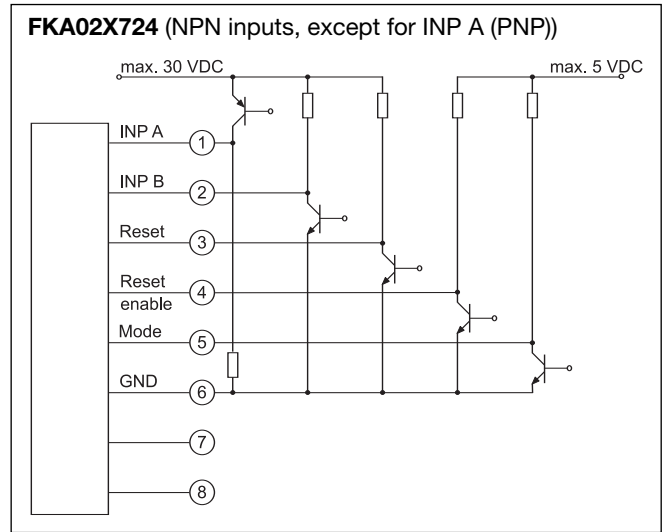 FKA02X724 (NPN inputs, except for INP A (PNP))
max. 30 VDC
max. 5 VDC
INP A
1
INP B
2
Reset
3
Reset
enable
4
Mode
5
GND
6
7
8